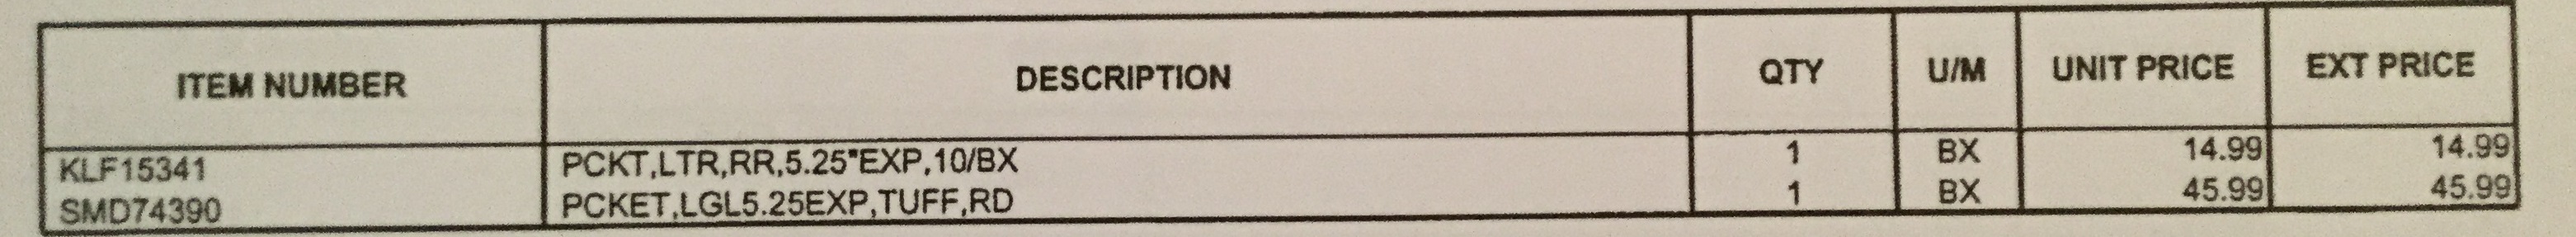 ITEM NUMBER DESCRIPTION QTY U/M UNIT PRICE EXT PRICE
KLF15341 PCKT,LTR,RR,5.25"EXP,10/BX 1 BX 14.99 14.99
SMD74390 PCKET,LGL5.25EXP,TUFF,RD 1 BX 45.99 45.99